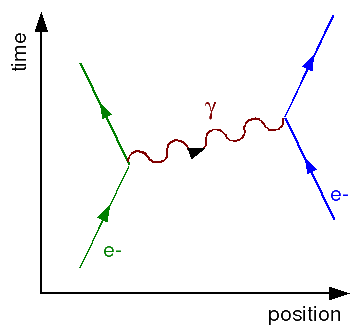 time
γ
e-
e-
position